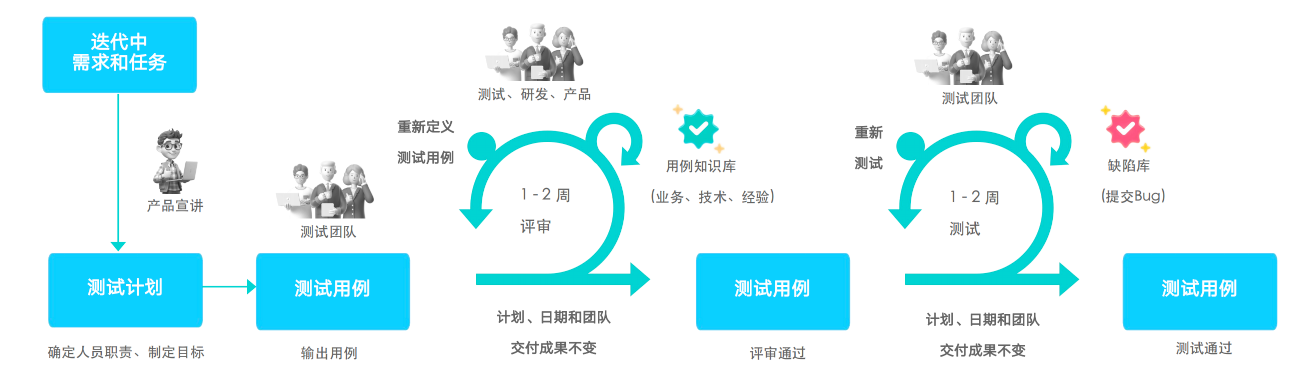 迭代中
需求和任务
产品宣讲
测试团队
测试计划
确定人员职责、制定目标
测试用例
输出用例
测试、研发、产品
重新定义
测试用例
1 - 2 周
评审
用例知识库
(业务、技术、经验)
计划、日期和团队
交付成果不变
测试用例
评审通过
测试团队
重新
测试
1 - 2 周
测试
缺陷库
(提交Bug)
计划、日期和团队
交付成果不变
测试用例
测试通过